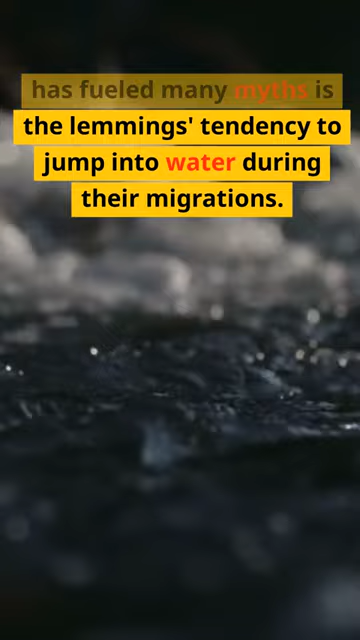 has fueled many myths is
the lemmings' tendency to
jump into water during
their migrations.